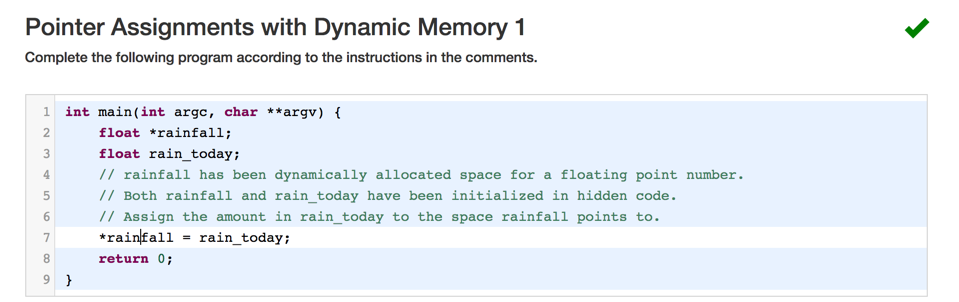 Pointer Assignments with Dynamic Memory 1
Complete the following program according to the instructions in the comments.
1 int main(int argc, char **argv) {
2     float *rainfall;
3     float rain_today;
4     // rainfall has been dynamically allocated space for a floating point number.
5     // Both rainfall and rain_today have been initialized in hidden code.
6     // Assign the amount in rain_today to the space rainfall points to.
7     *rainfall = rain_today;
8     return 0;
9 }